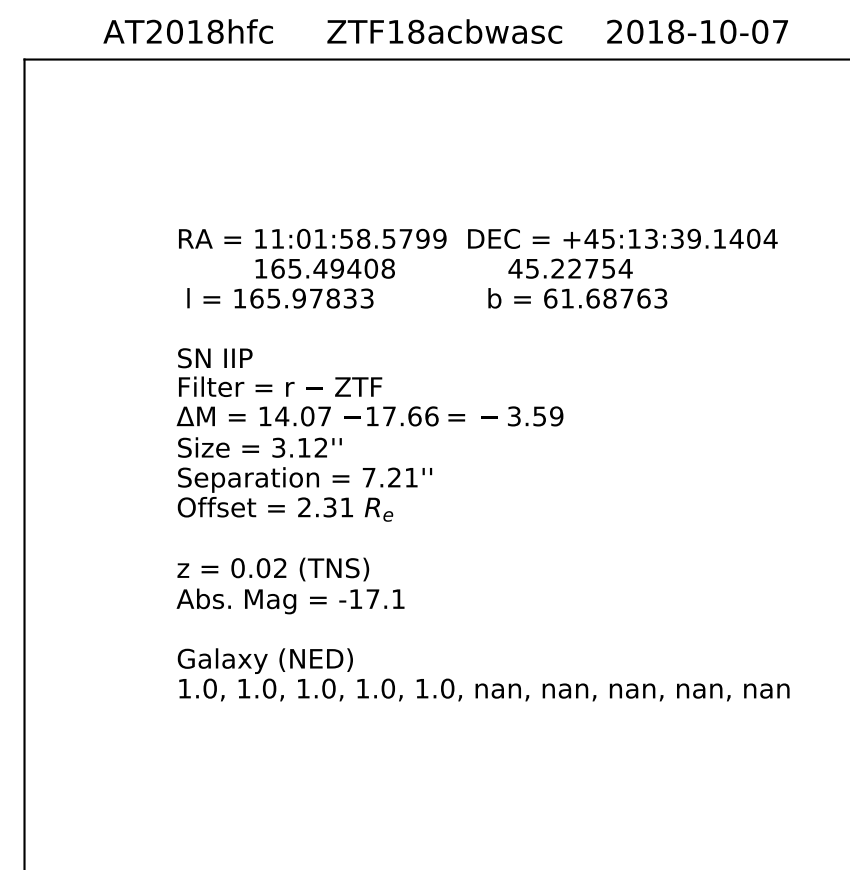 AT2018hfc ZTF18acbwasc 2018-10-07
RA = 11:01:58.5799 DEC = +45:13:39.1404
165.49408 45.22754
l = 165.97833 b = 61.68763
SN IIP
Filter = r − ZTF
ΔM = 14.07 −17.66 = − 3.59
Size = 3.12''
Separation = 7.21''
Offset = 2.31 Rₑ
z = 0.02 (TNS)
Abs. Mag = -17.1
Galaxy (NED)
1.0, 1.0, 1.0, 1.0, 1.0, nan, nan, nan, nan, nan